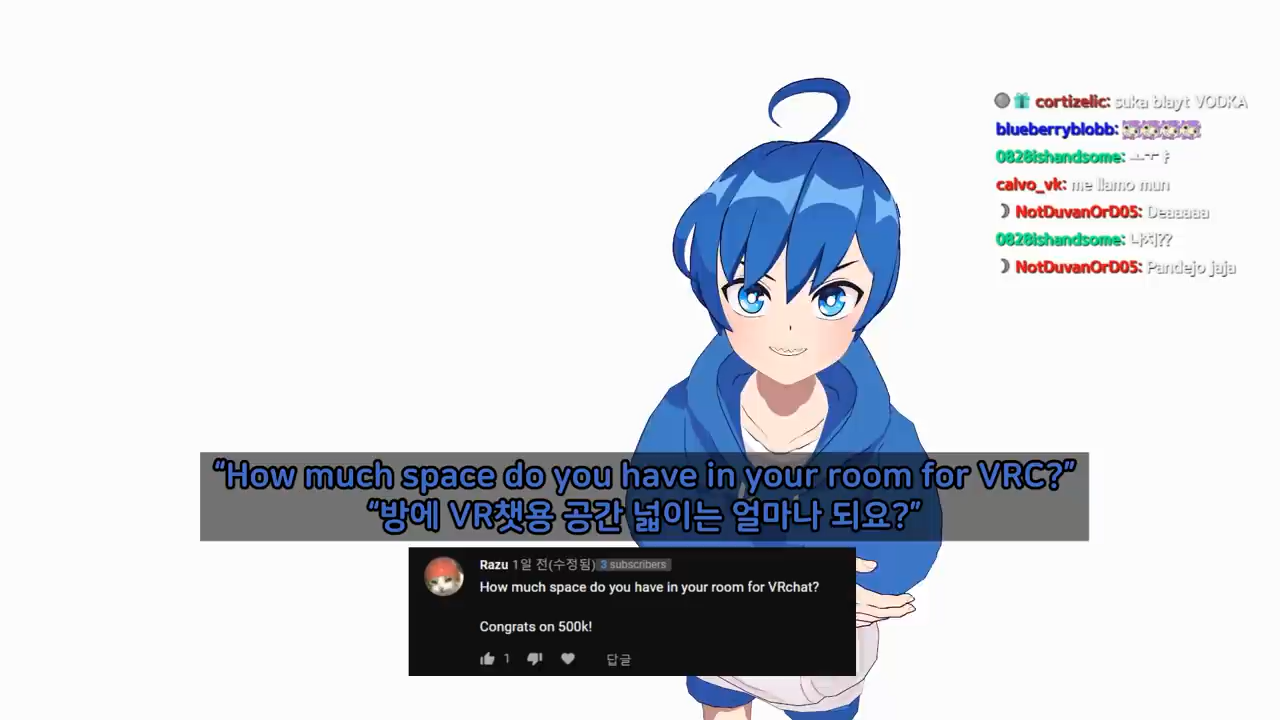 cortizelic: suka blayt VODKA
blueberryblobb:
0828ishandsome: ㅗㅜㅑ
calvo_vk: me llamo mun
NotDuvanOrD05: Deaaaaa
0828ishandsome: 나치??
NotDuvanOrD05: Pandejo jaja
“How much space do you have in your room for VRC?”
“방에 VR챗용 공간 넓이는 얼마나 되요?”
Razu 1일 전(수정됨) 3 subscribers
How much space do you have in your room for VRchat?
Congrats on 500k!
1 답글